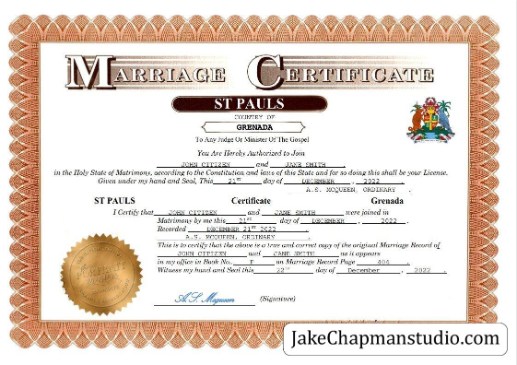 MARRIAGE CERTIFICATE
ST PAULS
COUNTRY OF
GRENADA
To Any Judge Or Minister Of The Gospel
You Are Hereby Authorized to Join
JOHN CITIZEN and JANE SMITH ,
in the Holy State of Matrimony, according to the Constitution and laws of this State and for so doing this shall be your License.
Given under my hand and Seal, This 21ST day of DECEMBER , 2022 .
A.S. MCQUEEN, ORDINARY .
ST PAULS Certificate Grenada
I Certify that JOHN CITIZEN and JANE SMITH were joined in
Matrimony by me this 21ST day of DECEMBER , 2022 .
Recorded DECEMBER 21ST 2022
A.S. MCQUEEN, ORDINARY .
This is to certify that the above is a true and correct copy of the original Marriage Record of
JOHN CITIZEN and JANE SMITH as it appears
in my office in Book No. F on Marriage Record Page 400 .
Witness my hand and Seal this 22ND day of December , 2022 .
A.S. Mcqueen (Signature)
JakeChapmanstudio.com